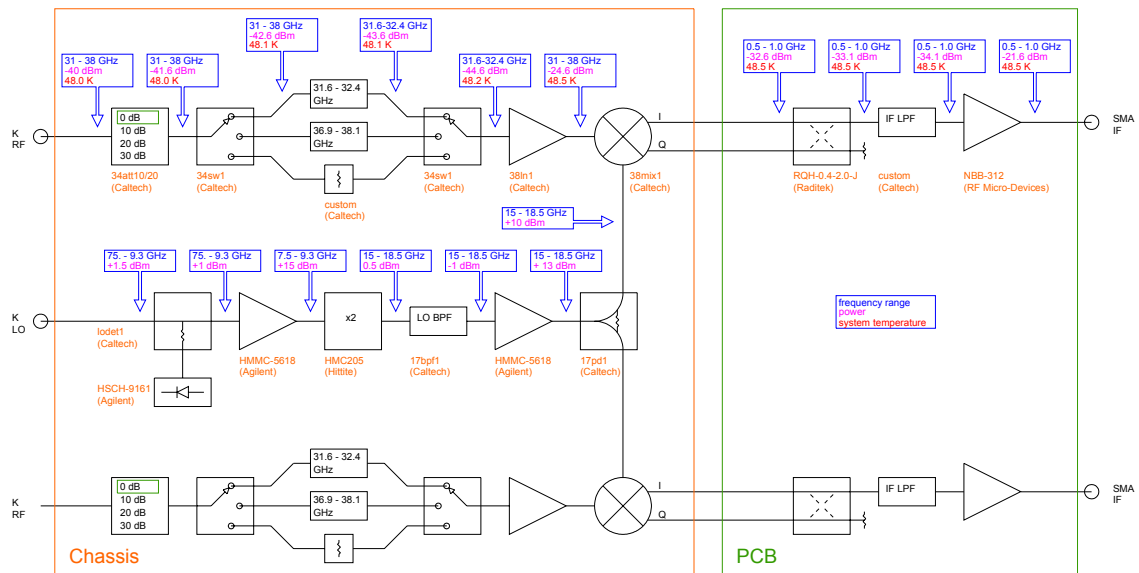 31 - 38 GHz
-42.6 dBm
48.1 K
31.6-32.4 GHz
-43.6 dBm
48.1 K
31 - 38 GHz
-40 dBm
48.0 K
31 - 38 GHz
-41.6 dBm
48.0 K
31.6-32.4 GHz
-44.6 dBm
48.2 K
31 - 38 GHz
-24.6 dBm
48.5 K
0.5 - 1.0 GHz
-32.6 dBm
48.5 K
0.5 - 1.0 GHz
-33.1 dBm
48.5 K
0.5 - 1.0 GHz
-34.1 dBm
48.5 K
0.5 - 1.0 GHz
-21.6 dBm
48.5 K
K
RF
0 dB
10 dB
20 dB
30 dB
31.6 - 32.4
GHz
36.9 - 38.1
GHz
I
Q
IF LPF
SMA
IF
34att10/20
(Caltech)
34sw1
(Caltech)
custom
(Caltech)
34sw1
(Caltech)
38ln1
(Caltech)
38mix1
(Caltech)
RQH-0.4-2.0-J
(Raditek)
custom
(Caltech)
NBB-312
(RF Micro-Devices)
15 - 18.5 GHz
+10 dBm
75. - 9.3 GHz
+1.5 dBm
75. - 9.3 GHz
+1 dBm
7.5 - 9.3 GHz
+15 dBm
15 - 18.5 GHz
0.5 dBm
15 - 18.5 GHz
-1 dBm
15 - 18.5 GHz
+ 13 dBm
K
LO
x2
LO BPF
frequency range
power
system temperature
lodet1
(Caltech)
HMMC-5618
(Agilent)
HMC205
(Hittite)
17bpf1
(Caltech)
HMMC-5618
(Agilent)
17pd1
(Caltech)
HSCH-9161
(Agilent)
K
RF
0 dB
10 dB
20 dB
30 dB
31.6 - 32.4
GHz
36.9 - 38.1
GHz
I
Q
IF LPF
SMA
IF
Chassis
PCB